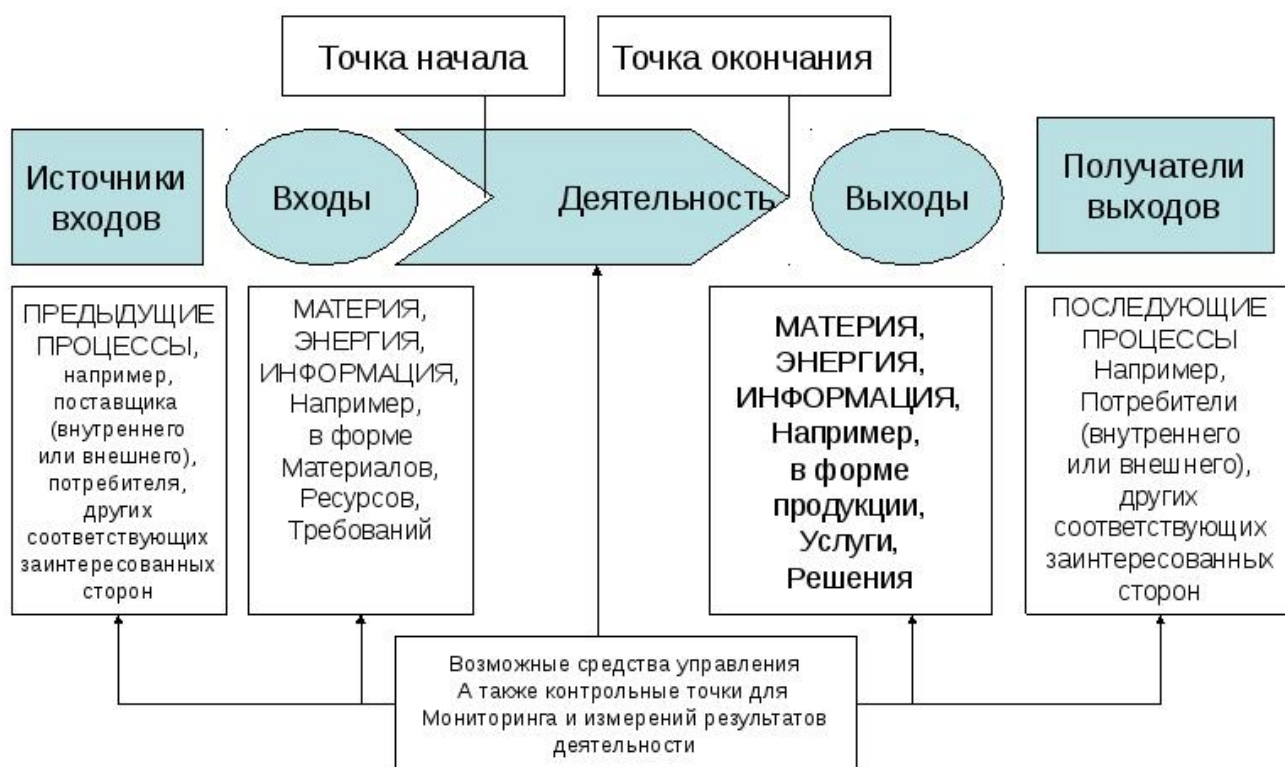 Точка начала
Точка окончания
Источники
входов
Входы
Деятельность
Выходы
Получатели
выходов
ПРЕДЫДУЩИЕ
ПРОЦЕССЫ,
например,
поставщика
(внутреннего
или внешнего),
потребителя,
других
соответствующих
заинтересованных
сторон
МАТЕРИЯ,
ЭНЕРГИЯ,
ИНФОРМАЦИЯ,
Например,
в форме
Материалов,
Ресурсов,
Требований
МАТЕРИЯ,
ЭНЕРГИЯ,
ИНФОРМАЦИЯ,
Например,
в форме
продукции,
Услуги,
Решения
ПОСЛЕДУЮЩИЕ
ПРОЦЕССЫ
Например,
Потребители
(внутреннего
или внешнего),
других
соответствующих
заинтересованных
сторон
Возможные средства управления
А также контрольные точки для
Мониторинга и измерений результатов
деятельности